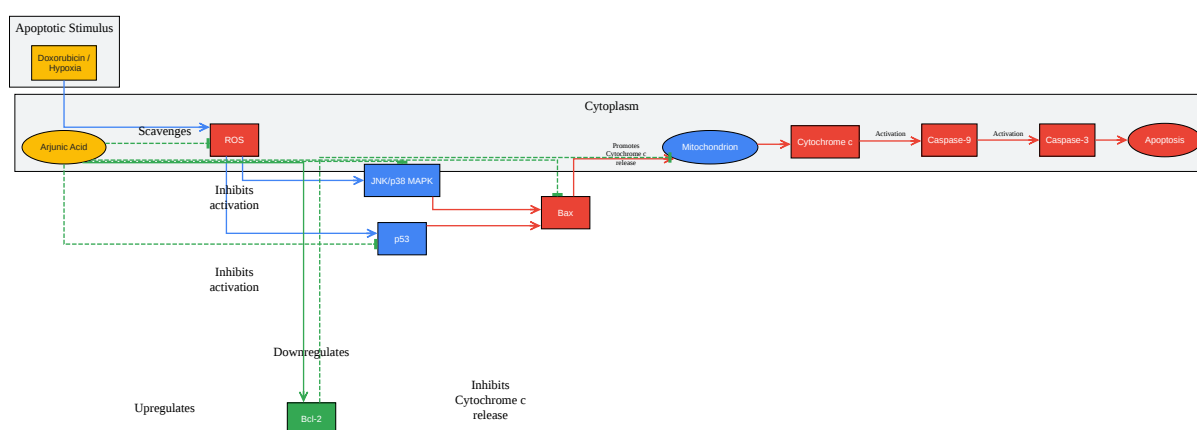 Apoptotic Stimulus
Doxorubicin /
Hypoxia
Cytoplasm
Arjunic Acid
Scavenges
ROS
JNK/p38 MAPK
Inhibits
activation
p53
Bax
Promotes
Cytochrome c
release
Mitochondrion
Cytochrome c
Activation
Caspase-9
Activation
Caspase-3
Apoptosis
Inhibits
activation
Downregulates
Upregulates
Bcl-2
Inhibits
Cytochrome c
release